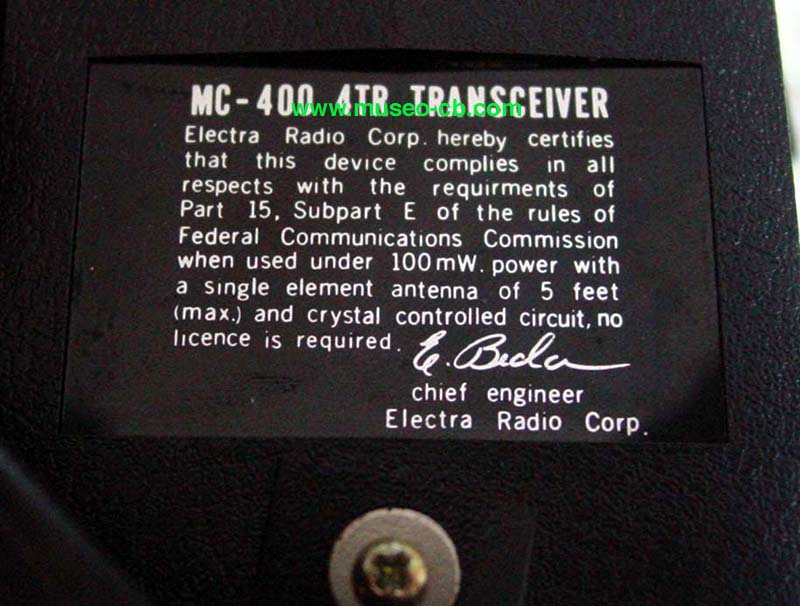 MC-400 4TR TRANSCEIVER
www.museo-cb.com
Electra Radio Corp. hereby certifies
that this device complies in all
respects with the requirments of
Part 15, Subpart E of the rules of
Federal Communications Commission
when used under 100mW. power with
a single element antenna of 5 feet
(max.) and crystal controlled circuit, no
licence is required.
chief engineer
Electra Radio Corp.